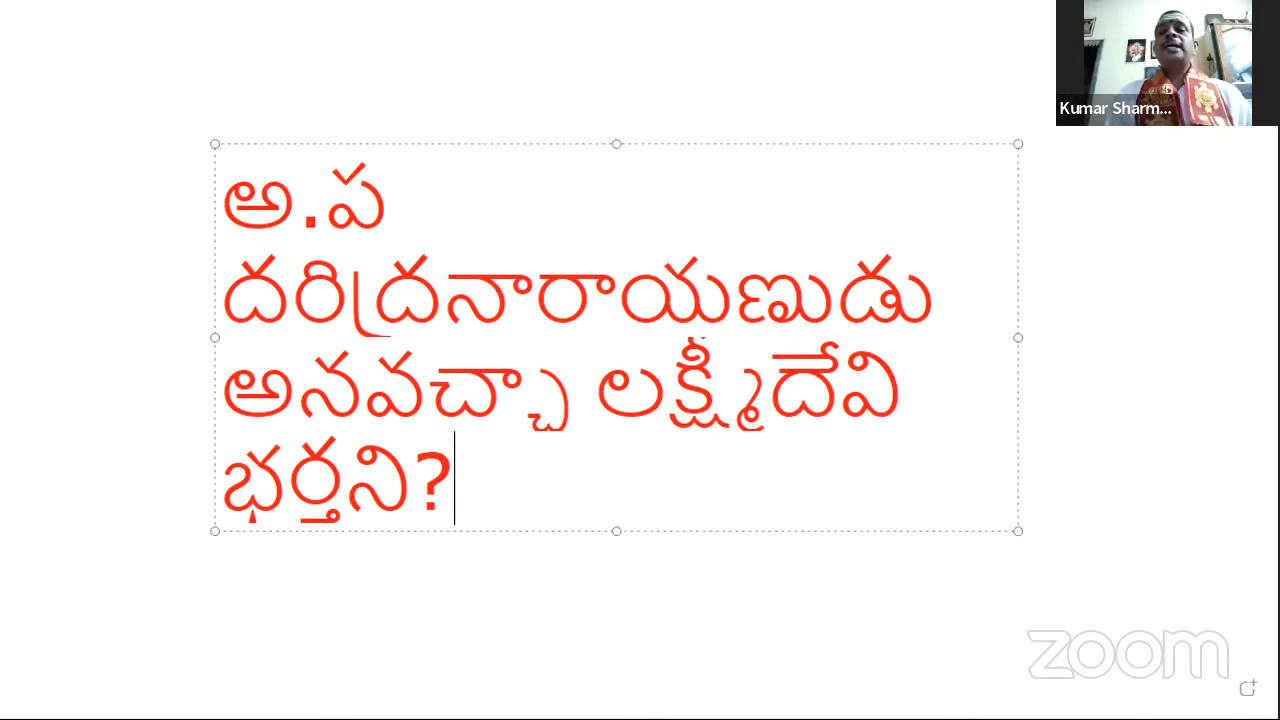 Kumar Sharm...
అ.ప
దరిద్రనారాయణుడు
అనవచ్చా లక్ష్మీదేవి
భర్తని?
zoom